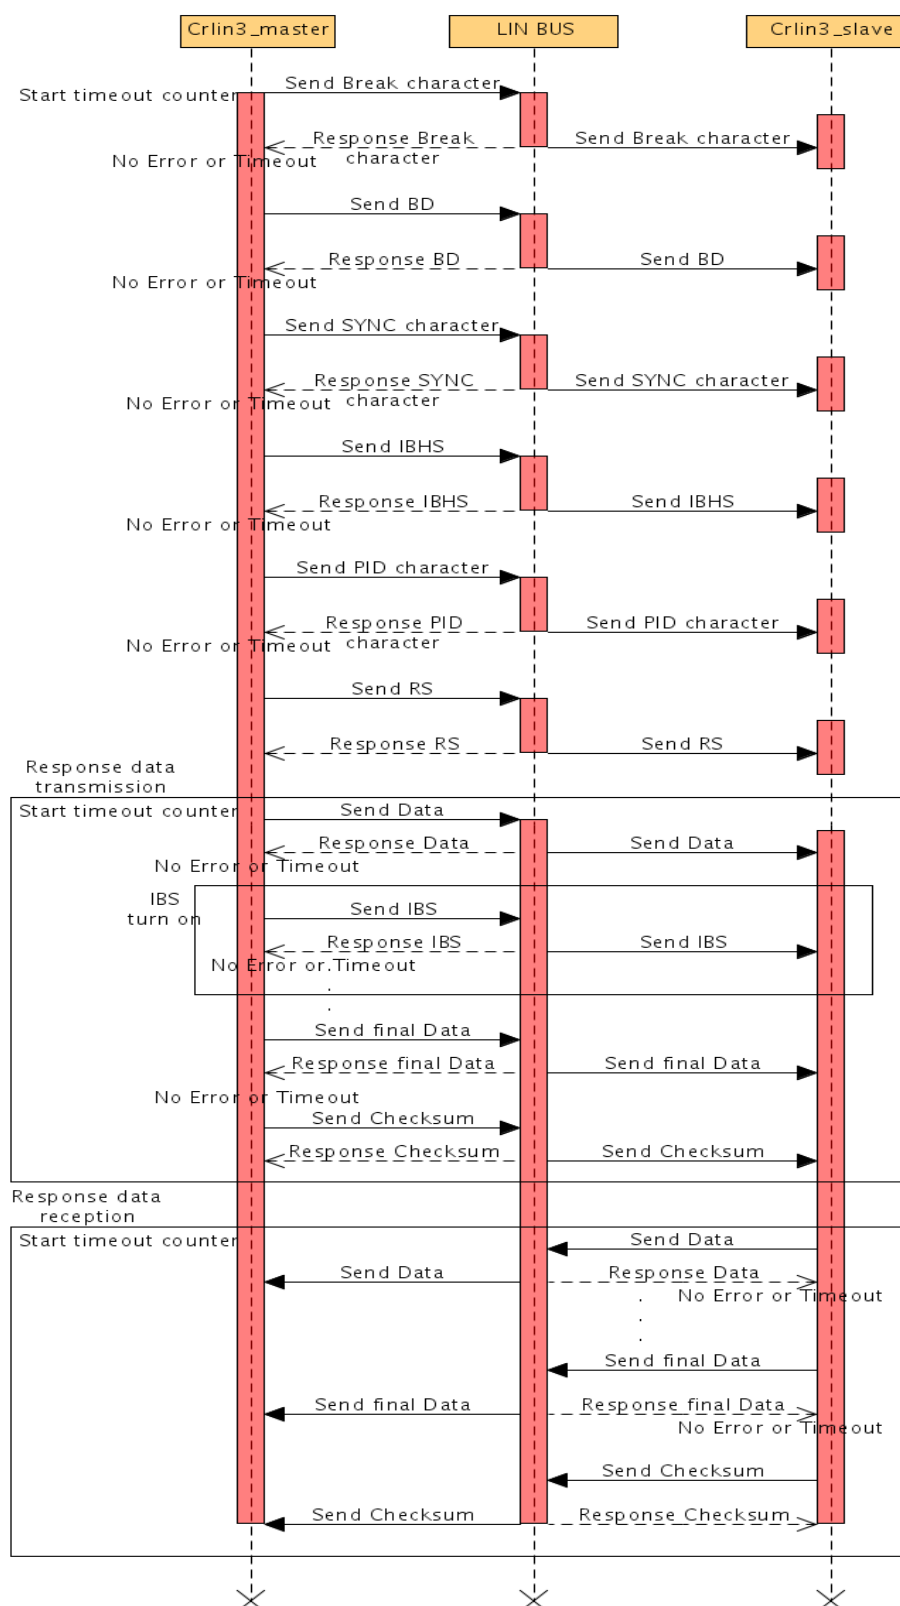 Crlin3_master
LIN BUS
Crlin3_slave
Send Break character
Start timeout counter
Response Break
character
Send Break character
No Error or Timeout
Send BD
Response BD
Send BD
No Error or Timeout
Send SYNC character
Response SYNC
character
Send SYNC character
No Error or Timeout
Send IBHS
Response IBHS
Send IBHS
No Error or Timeout
Send PID character
Response PID
character
Send PID character
No Error or Timeout
Send RS
Response RS
Send RS
Response data
transmission
Start timeout counter
Send Data
Response Data
Send Data
No Error or Timeout
IBS
turn on
Send IBS
Response IBS
Send IBS
No Error or Timeout
.
.
.
Send final Data
Response final Data
Send final Data
No Error or Timeout
Send Checksum
Response Checksum
Send Checksum
Response data
reception
Start timeout counter
Send Data
Send Data
Response Data
No Error or Timeout
.
.
.
Send final Data
Send final Data
Response final Data
No Error or Timeout
Send Checksum
Send Checksum
Response Checksum